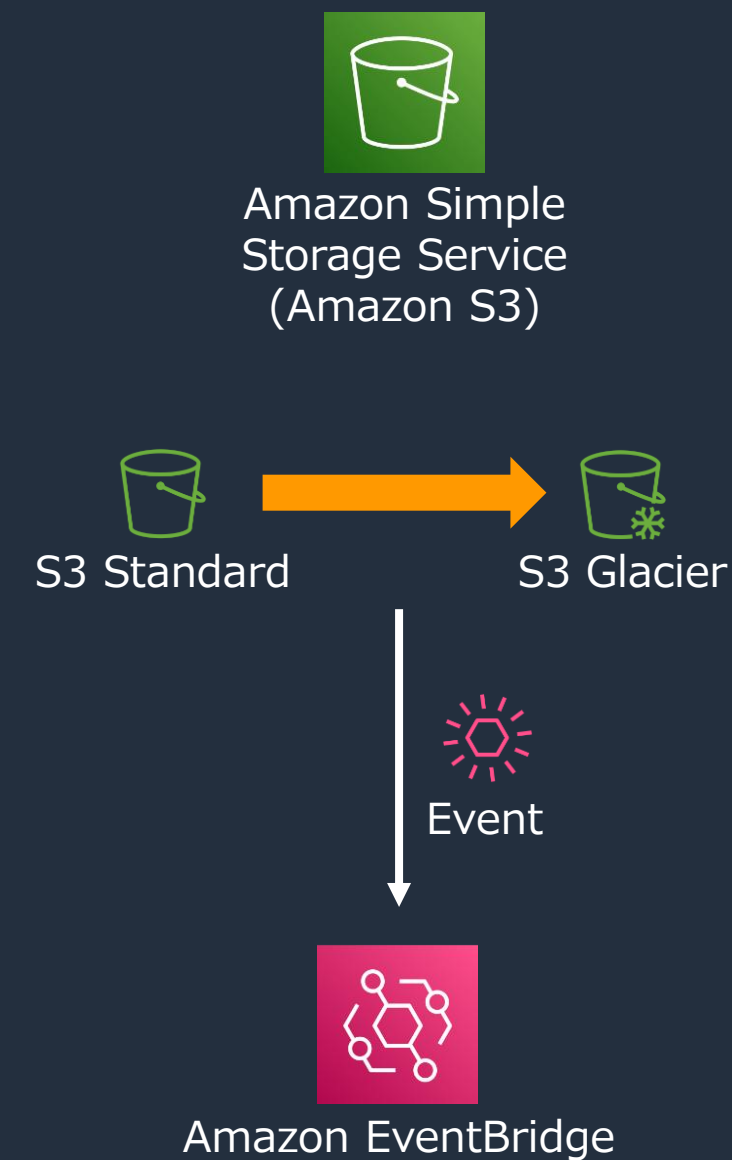 Amazon Simple
Storage Service
(Amazon S3)
S3 Standard
S3 Glacier
Event
Amazon EventBridge